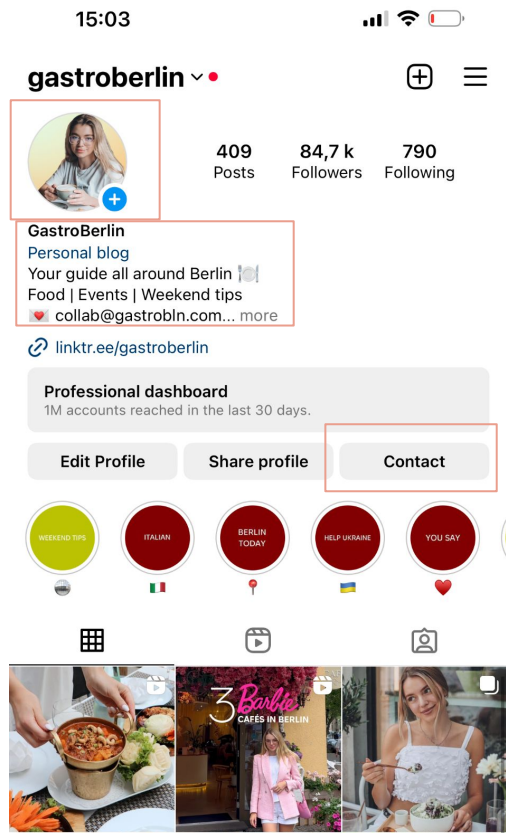 15:03
gastroberlin
409 84,7 k 790
Posts Followers Following
GastroBerlin
Personal blog
Your guide all around Berlin 🍽️
Food | Events | Weekend tips
💌 collab@gastrobln.com... more
linktr.ee/gastroberlin
Professional dashboard
1M accounts reached in the last 30 days.
Edit Profile Share profile Contact
WEEKEND TIPS ITALIAN BERLIN TODAY HELP UKRAINE YOU SAY
3 Barbie
CAFÉS IN BERLIN